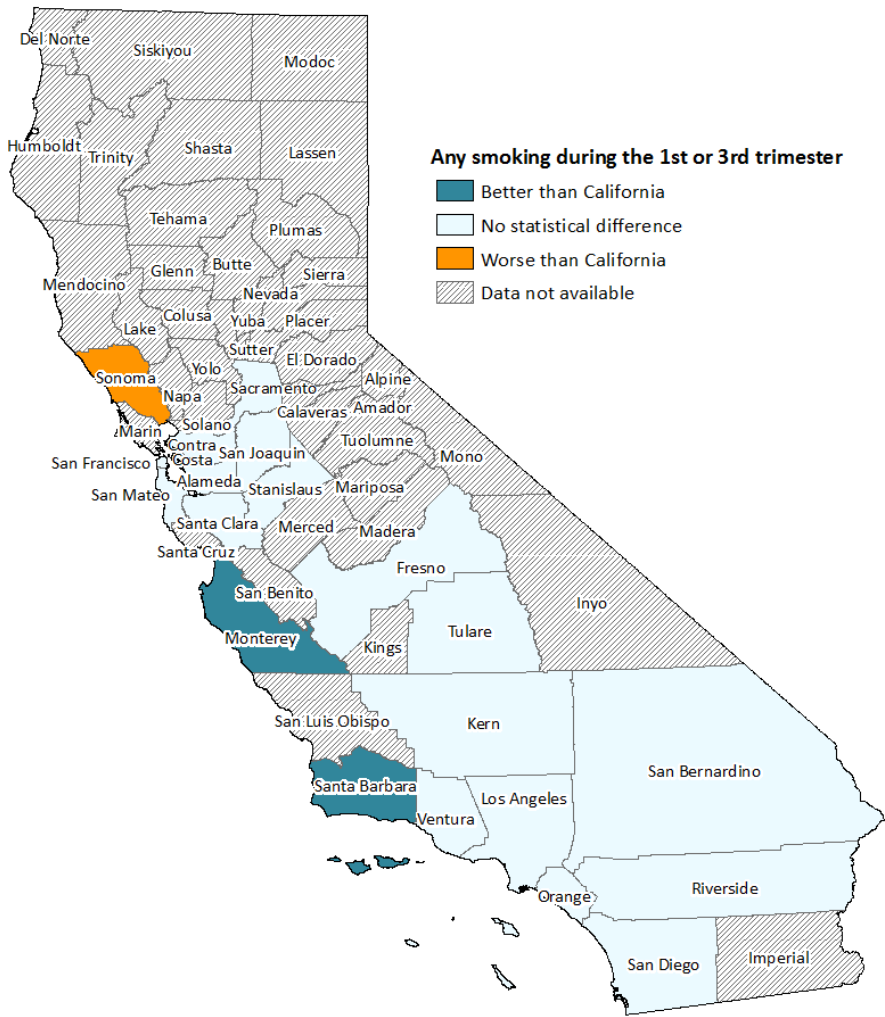 Del Norte
Siskiyou
Modoc
Humboldt
Trinity
Shasta
Lassen
Any smoking during the 1st or 3rd trimester
Better than California
No statistical difference
Worse than California
Data not available
Tehama
Plumas
Mendocino
Glenn
Butte
Sierra
Nevada
Lake
Colusa
Yuba
Placer
Sutter
El Dorado
Sonoma
Napa
Yolo
Sacramento
Alpine
Amador
Calaveras
Solano
Marin
Contra
Costa
San Joaquin
Tuolumne
Mono
San Francisco
Alameda
San Mateo
Stanislaus
Mariposa
Santa Clara
Merced
Madera
Santa Cruz
Fresno
San Benito
Inyo
Monterey
Kings
Tulare
San Luis Obispo
Kern
Santa Barbara
Ventura
Los Angeles
San Bernardino
Orange
Riverside
San Diego
Imperial